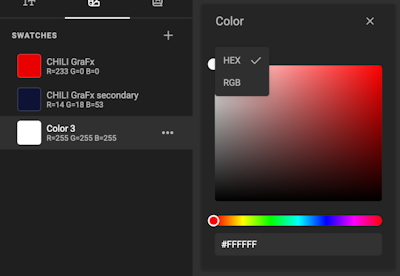 TT
SWATCHES
CHILI GraFx
R=233 G=0 B=0
CHILI GraFx secondary
R=14 G=18 B=53
Color 3
R=255 G=255 B=255
Color
HEX
RGB
#FFFFFF